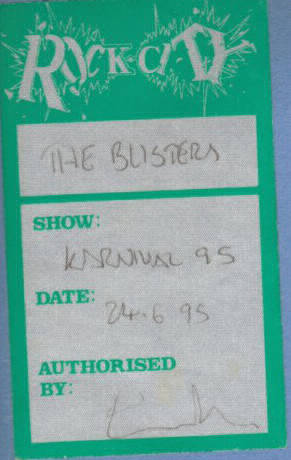 ROCK·CITY
THE BLISTERS
SHOW:
KARNIVAL 95
DATE:
24.6 95
AUTHORISED
BY: